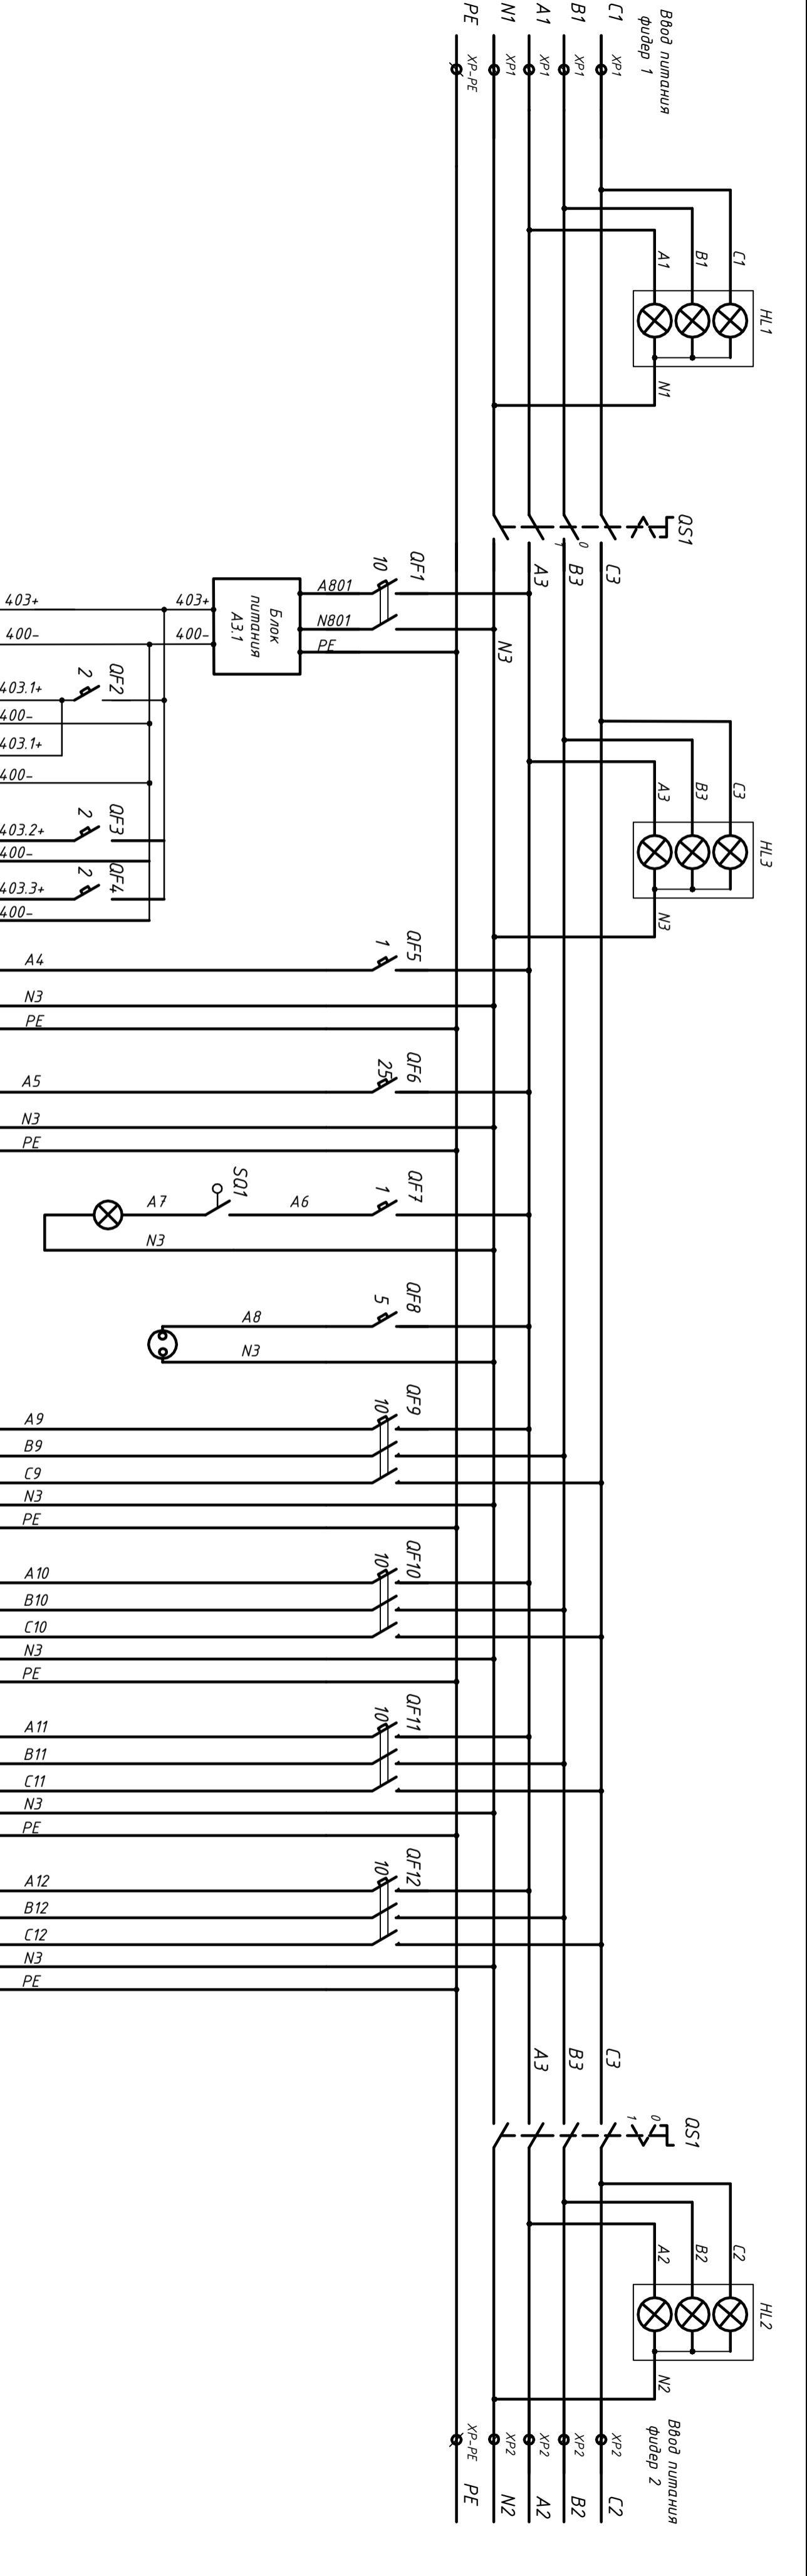 Ввод питания
фидер 1
C1
B1
A1
N1
PE
XP1
XP1
XP1
XP1
XP-PE
C1
B1
A1
HL1
N1
QS1
0
1
C3
B3
A3
N3
QF1
10
A801
N801
PE
Блок
питания
А3.1
403+
400-
403+
400-
QF2
2
403.1+
400-
403.1+
400-
QF3
2
403.2+
400-
QF4
2
403.3+
400-
C3
B3
A3
HL3
N3
QF5
1
A4
N3
PE
QF6
25
A5
N3
PE
QF7
1
A6
SQ1
A7
N3
QF8
5
A8
N3
QF9
10
A9
B9
C9
N3
PE
QF10
10
A10
B10
C10
N3
PE
QF11
10
A11
B11
C11
N3
PE
QF12
10
A12
B12
C12
N3
PE
C3
B3
A3
QS1
0
1
C2
B2
A2
HL2
N2
Ввод питания
фидер 2
XP2
XP2
XP2
XP2
XP-PE
C2
B2
A2
N2
PE